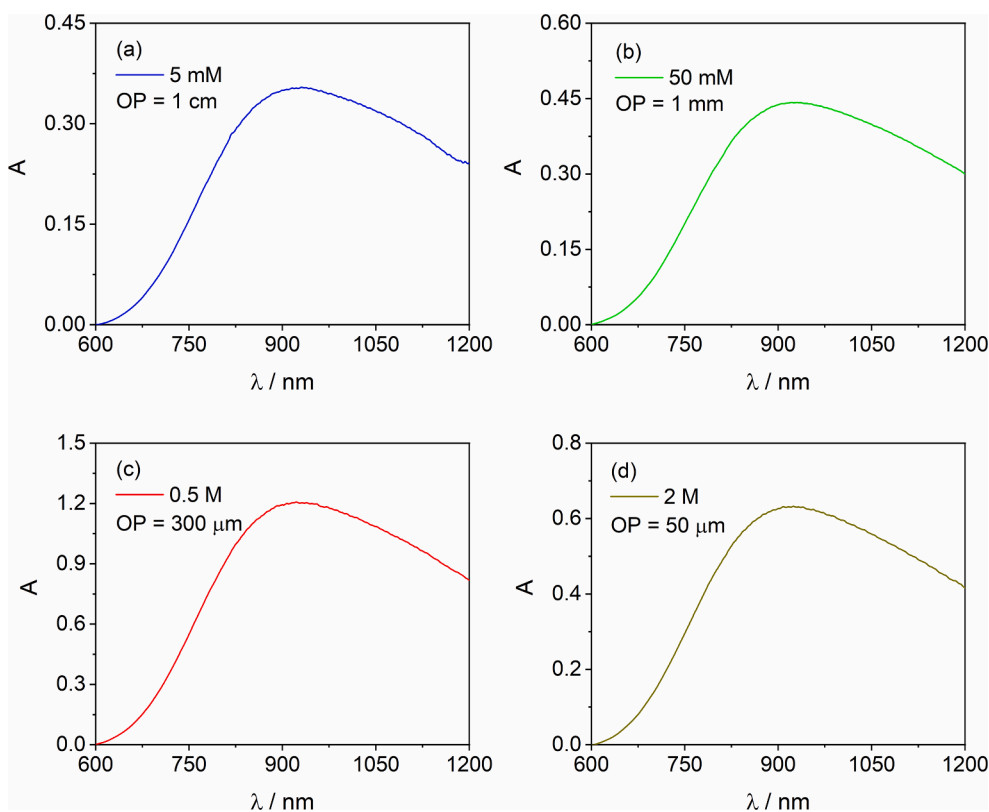 (a)
5 mM
OP = 1 cm
A
0.45
0.30
0.15
0.00
600 750 900 1050 1200
λ / nm
(b)
50 mM
OP = 1 mm
A
0.60
0.45
0.30
0.15
0.00
600 750 900 1050 1200
λ / nm
(c)
0.5 M
OP = 300 μm
A
1.5
1.2
0.9
0.6
0.3
0.0
600 750 900 1050 1200
λ / nm
(d)
2 M
OP = 50 μm
A
0.8
0.6
0.4
0.2
0.0
600 750 900 1050 1200
λ / nm